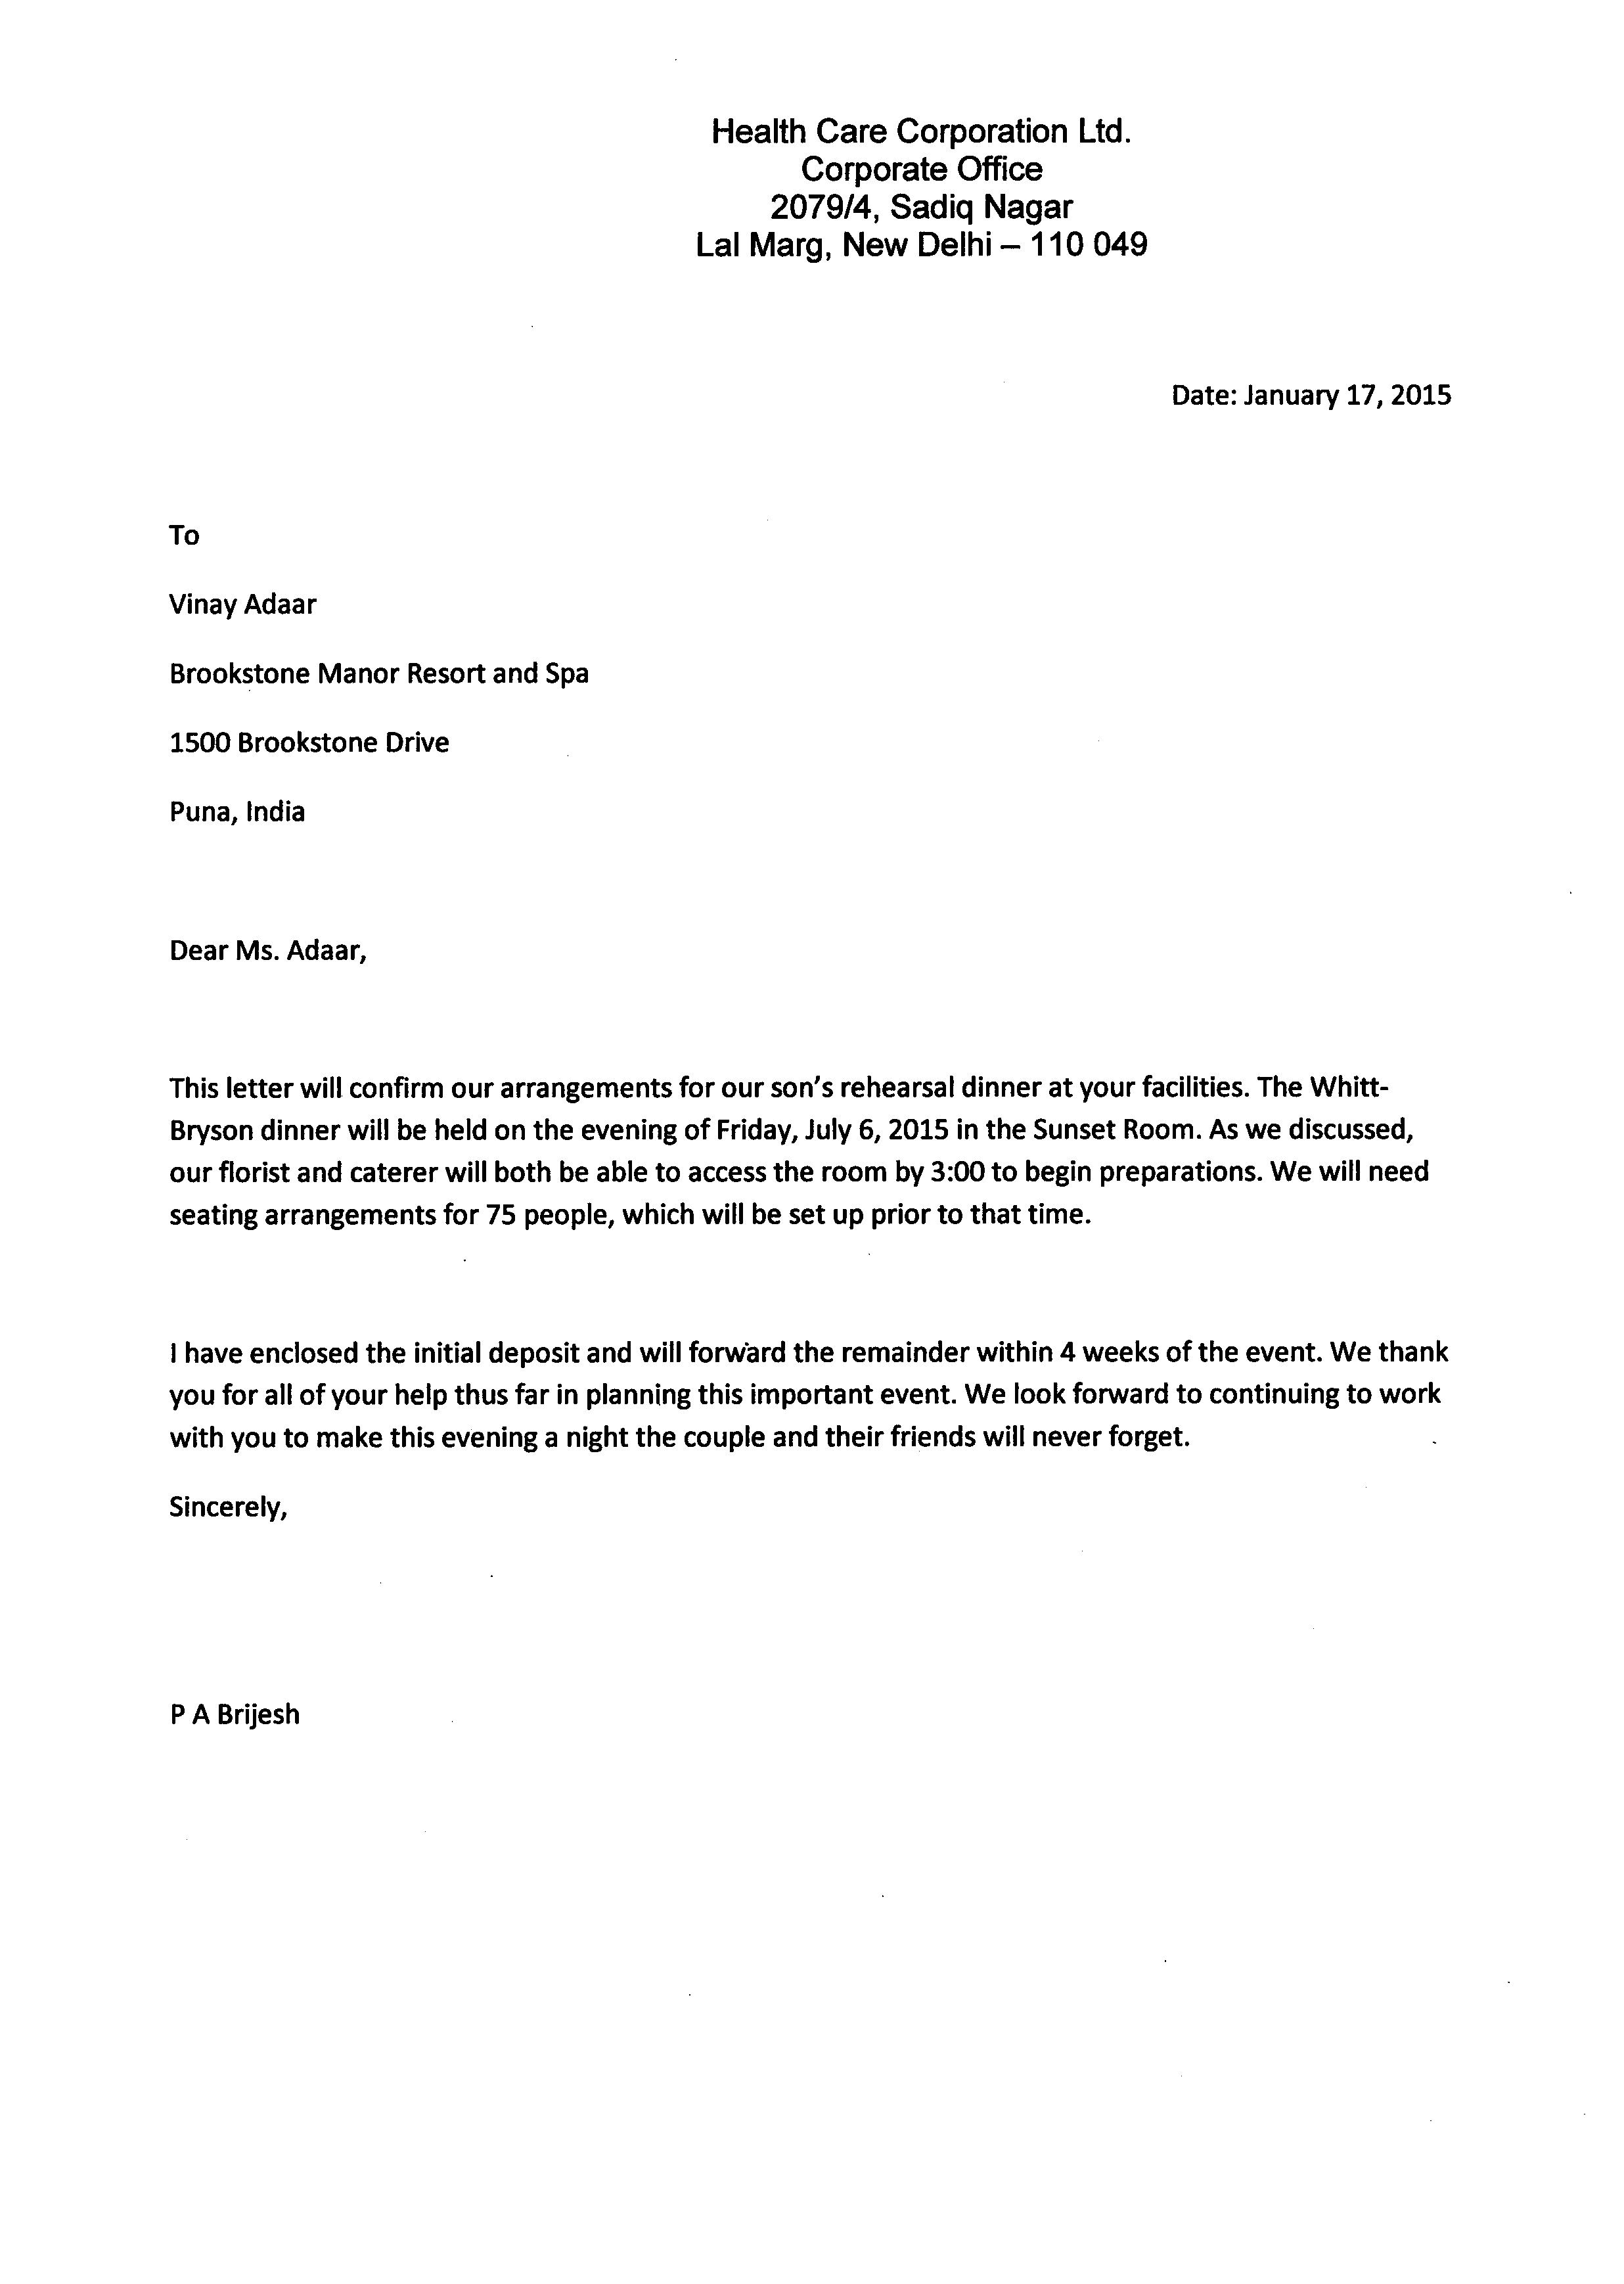 Health Care Corporation Ltd.
Corporate Office
2079/4, Sadiq Nagar
Lal Marg, New Delhi – 110 049
Date: January 17, 2015
To
Vinay Adaar
Brookstone Manor Resort and Spa
1500 Brookstone Drive
Puna, India
Dear Ms. Adaar,
This letter will confirm our arrangements for our son's rehearsal dinner at your facilities. The Whitt-
Bryson dinner will be held on the evening of Friday, July 6, 2015 in the Sunset Room. As we discussed,
our florist and caterer will both be able to access the room by 3:00 to begin preparations. We will need
seating arrangements for 75 people, which will be set up prior to that time.
I have enclosed the initial deposit and will forward the remainder within 4 weeks of the event. We thank
you for all of your help thus far in planning this important event. We look forward to continuing to work
with you to make this evening a night the couple and their friends will never forget.
Sincerely,
P A Brijesh